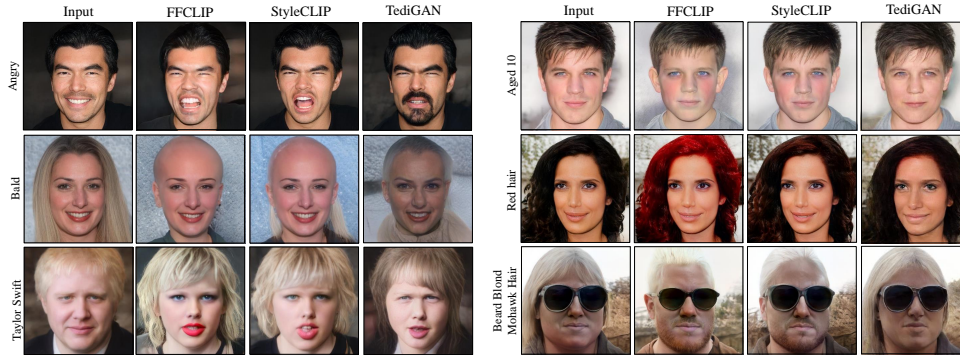 Input FFCLIP StyleCLIP TediGAN
Angry
Bald
Taylor Swift
Input FFCLIP StyleCLIP TediGAN
Aged 10
Red hair
Beard Blond
Mohawk Hair